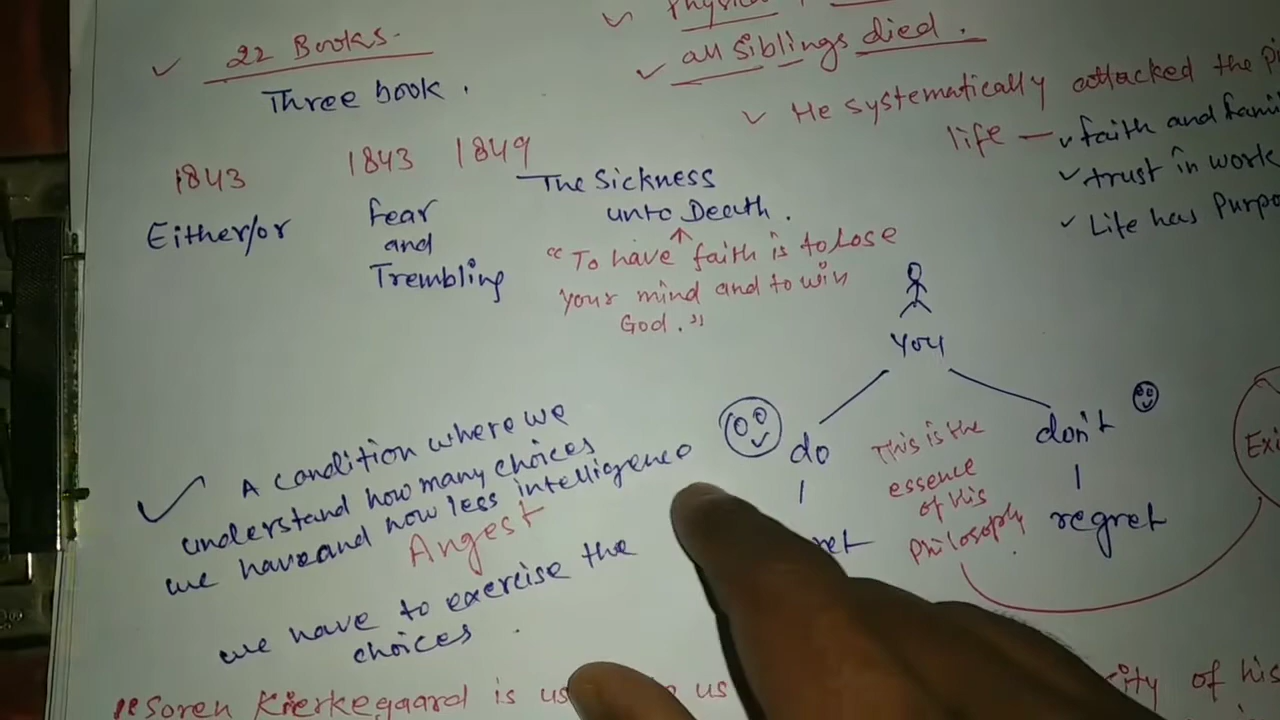 22 Books.
Three book.
1843
Either/or
1843
Fear
and
Trembling
1849
The Sickness
unto Death.
"To have faith is to lose
your mind and to win
God."
all siblings died.
He systematically attacked the
life - faith and
trust in work
Life has
You
do
don't
regret
This is the
essence
of his
Philosophy.
A condition where we
understand how many choices
we have and how less intelligence
Angest
we have to exercise the
choices.
"Soren Kierkegaard is us
us
of his